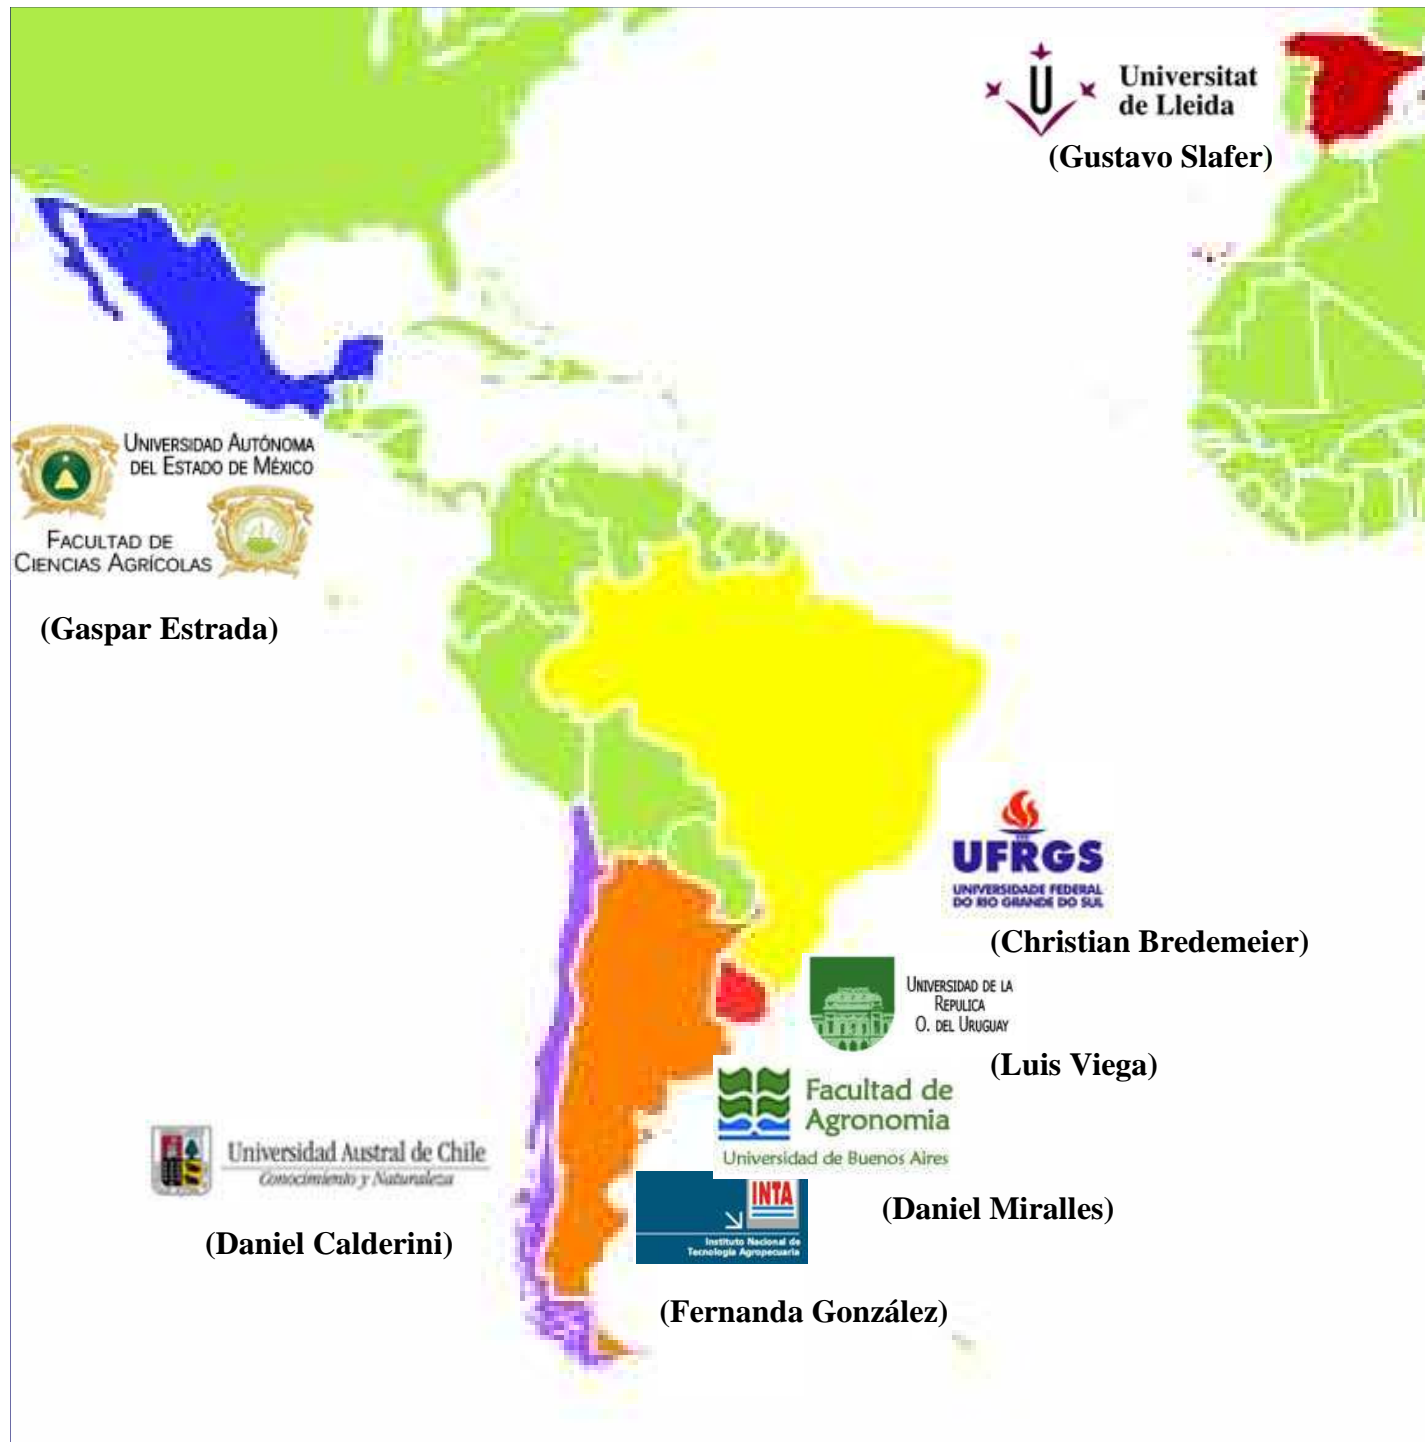 Universitat
de Lleida
(Gustavo Slafer)
UNIVERSIDAD AUTÓNOMA
DEL ESTADO DE MÉXICO
FACULTAD DE
CIENCIAS AGRÍCOLAS
(Gaspar Estrada)
UFRGS
UNIVERSIDADE FEDERAL
DO RIO GRANDE DO SUL
(Christian Bredemeier)
UNIVERSIDAD DE LA
REPULICA
O. DEL URUGUAY
(Luis Viega)
Facultad de
Agronomia
Universidad de Buenos Aires
(Daniel Miralles)
Universidad Austral de Chile
Conocimiento y Naturaleza
(Daniel Calderini)
INTA
Instituto Nacional de
Tecnología Agropecuaria
(Fernanda González)